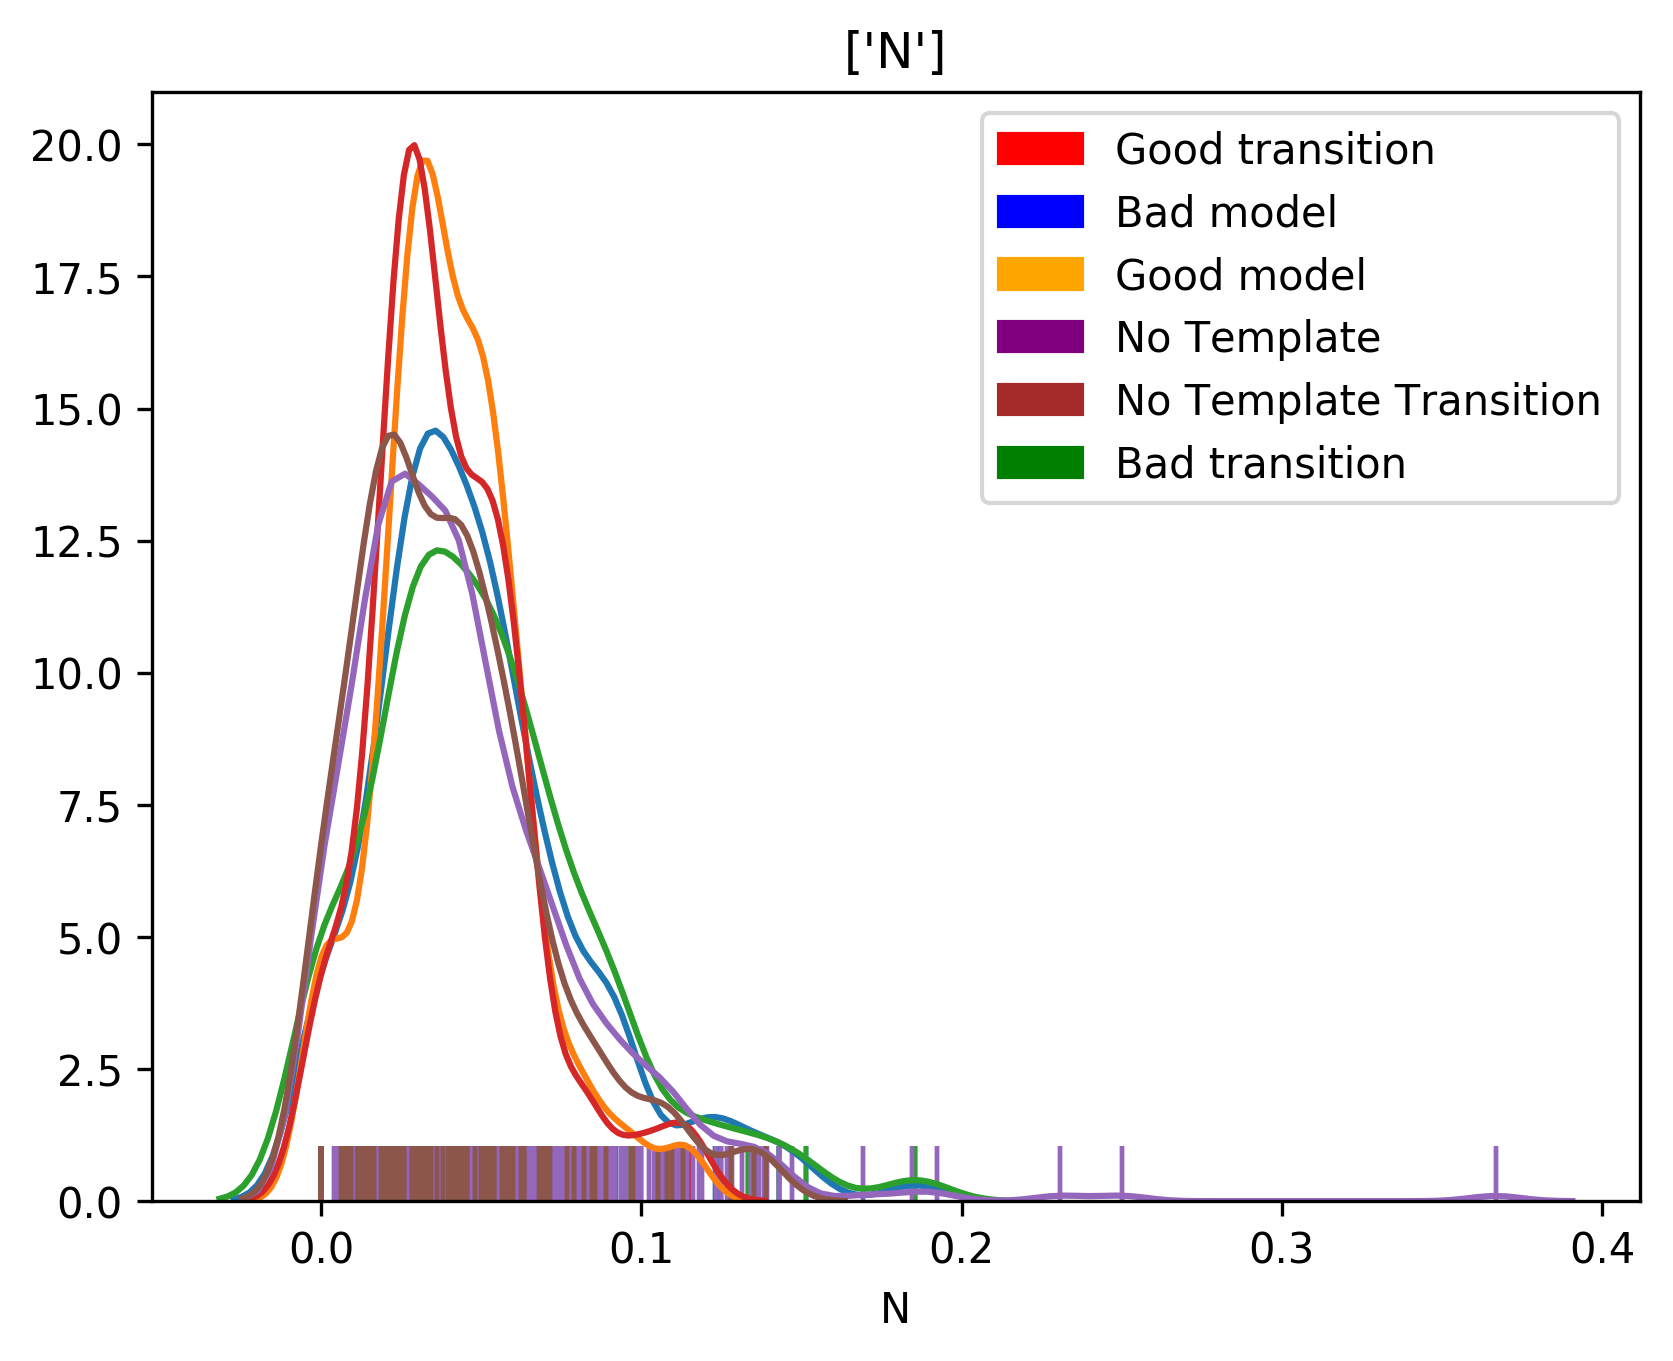 ['N']
20.0
17.5
15.0
12.5
10.0
7.5
5.0
2.5
0.0
Good transition
Bad model
Good model
No Template
No Template Transition
Bad transition
0.0 0.1 0.2 0.3 0.4
N